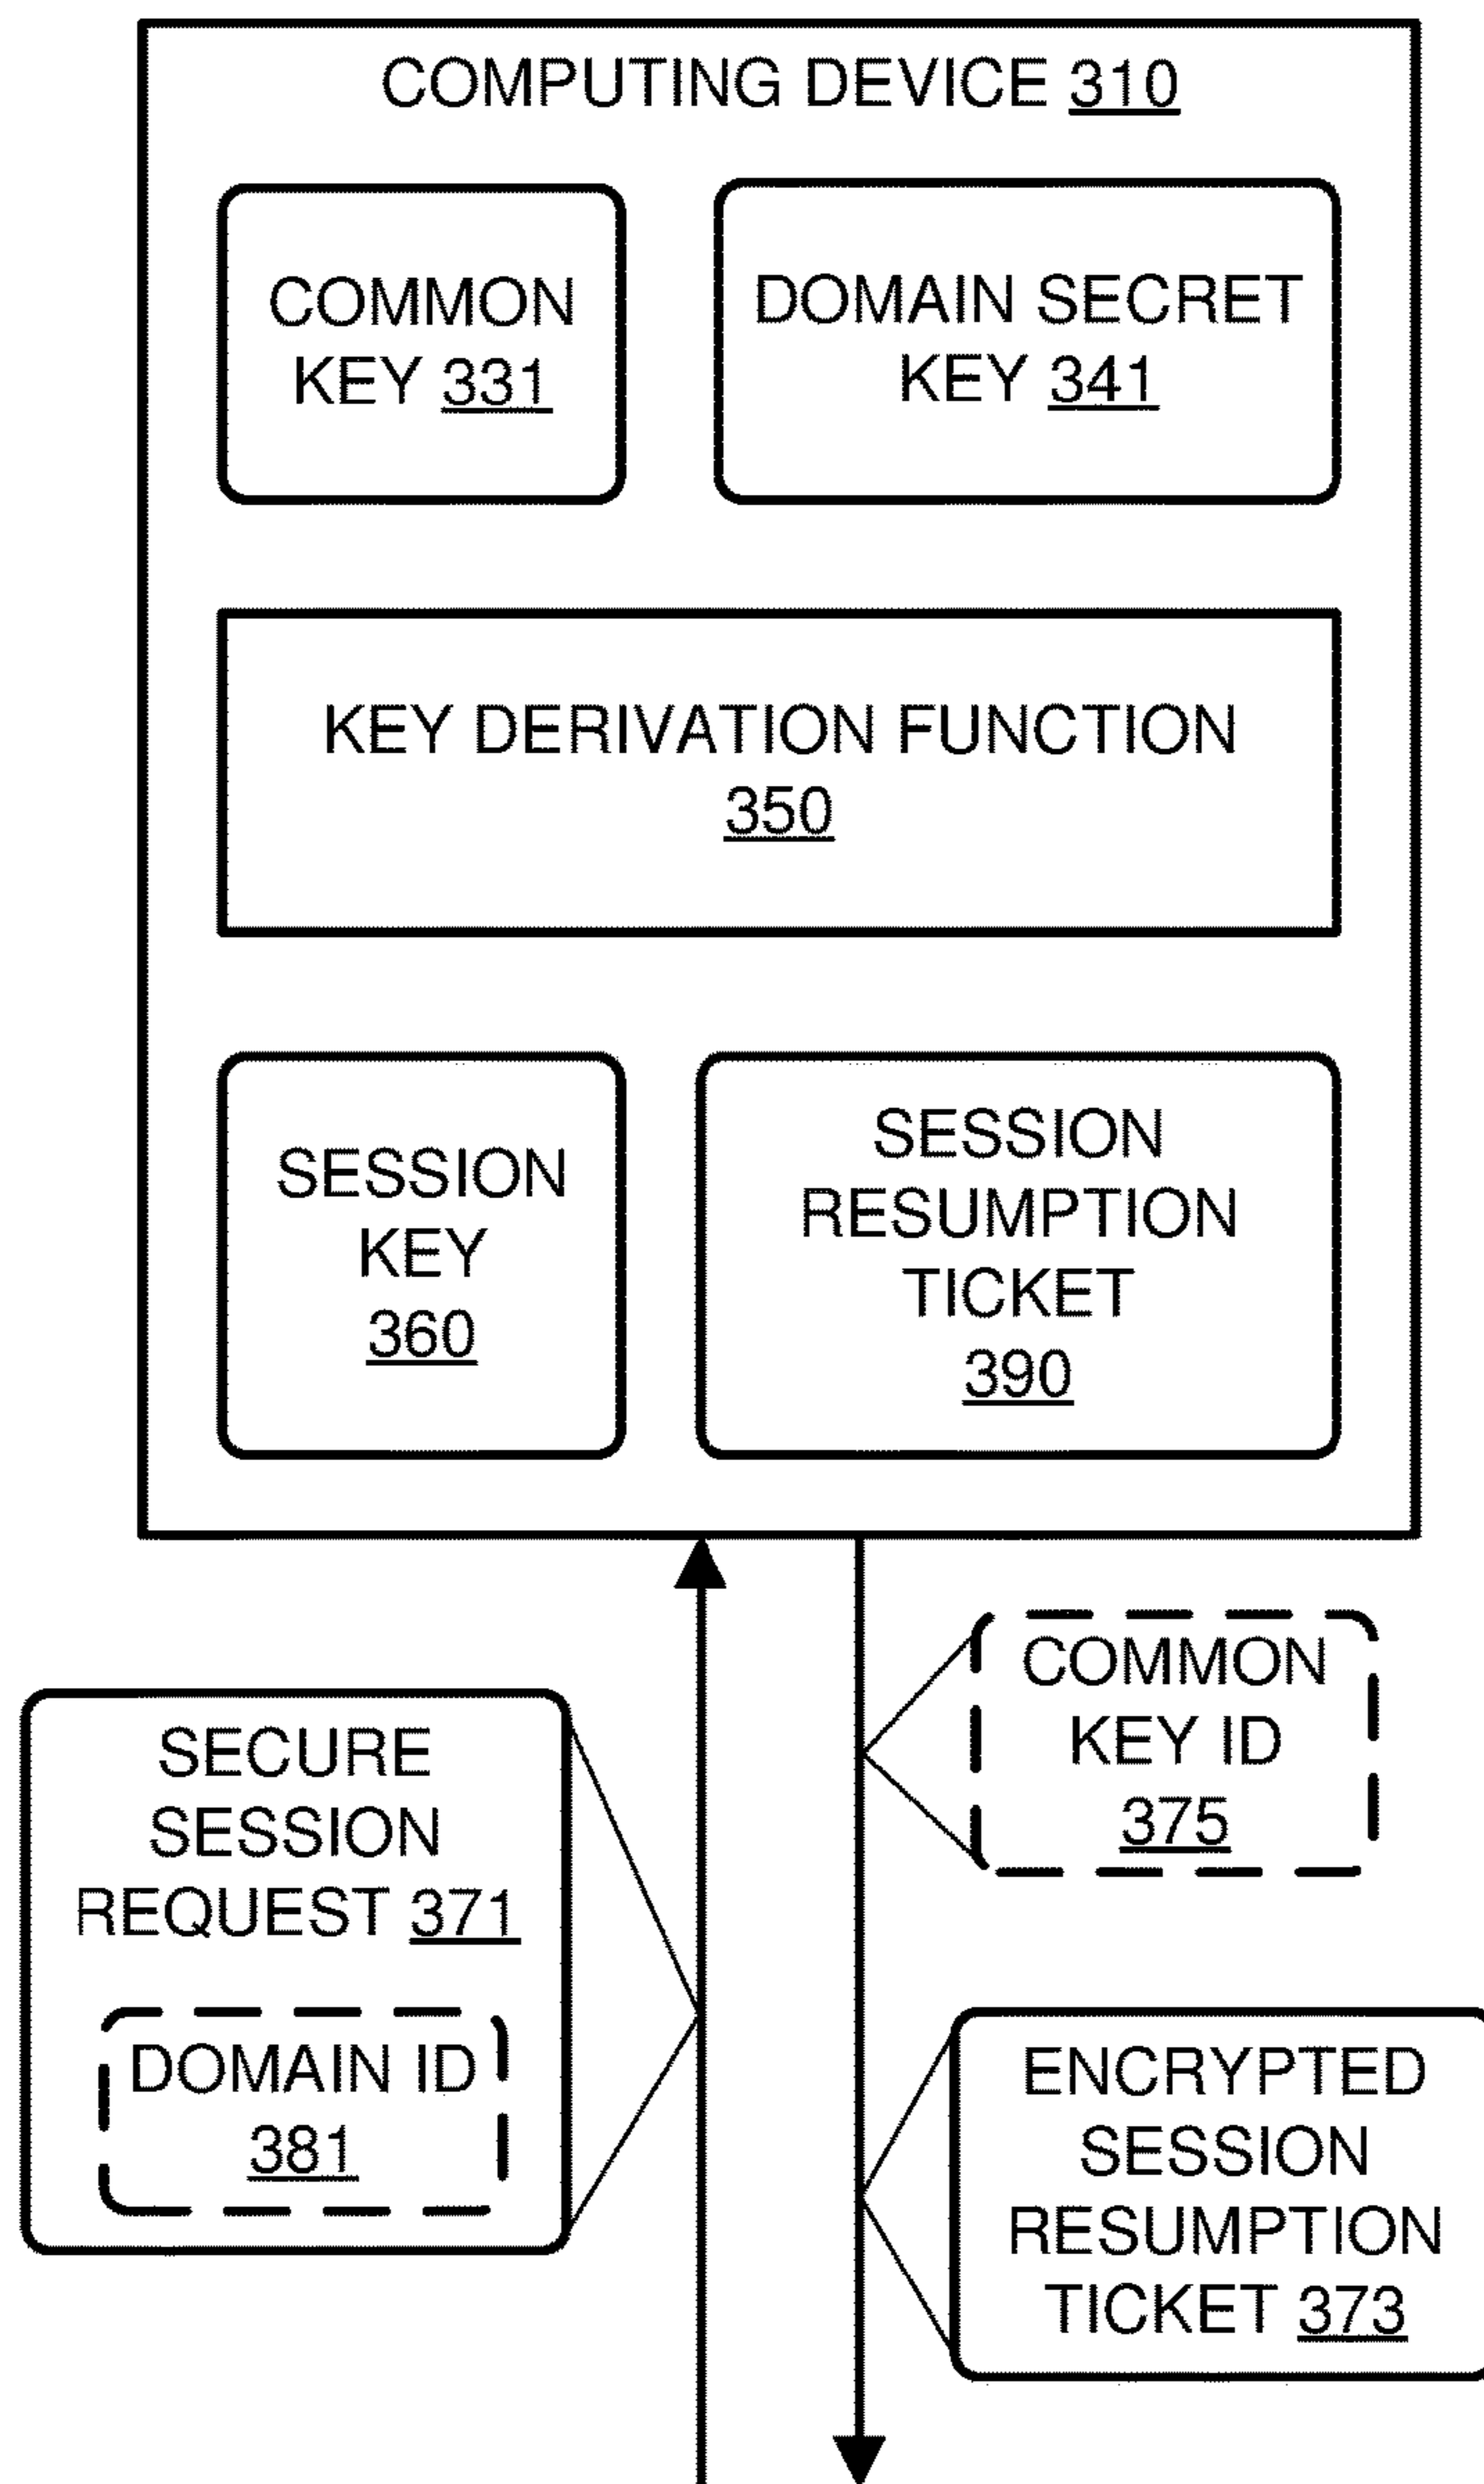 COMPUTING DEVICE 310
COMMON
KEY 331
DOMAIN SECRET
KEY 341
KEY DERIVATION FUNCTION
350
SESSION
KEY
360
SESSION
RESUMPTION
TICKET
390
COMMON
KEY ID
375
SECURE
SESSION
REQUEST 371
DOMAIN ID
381
ENCRYPTED
SESSION
RESUMPTION
TICKET 373